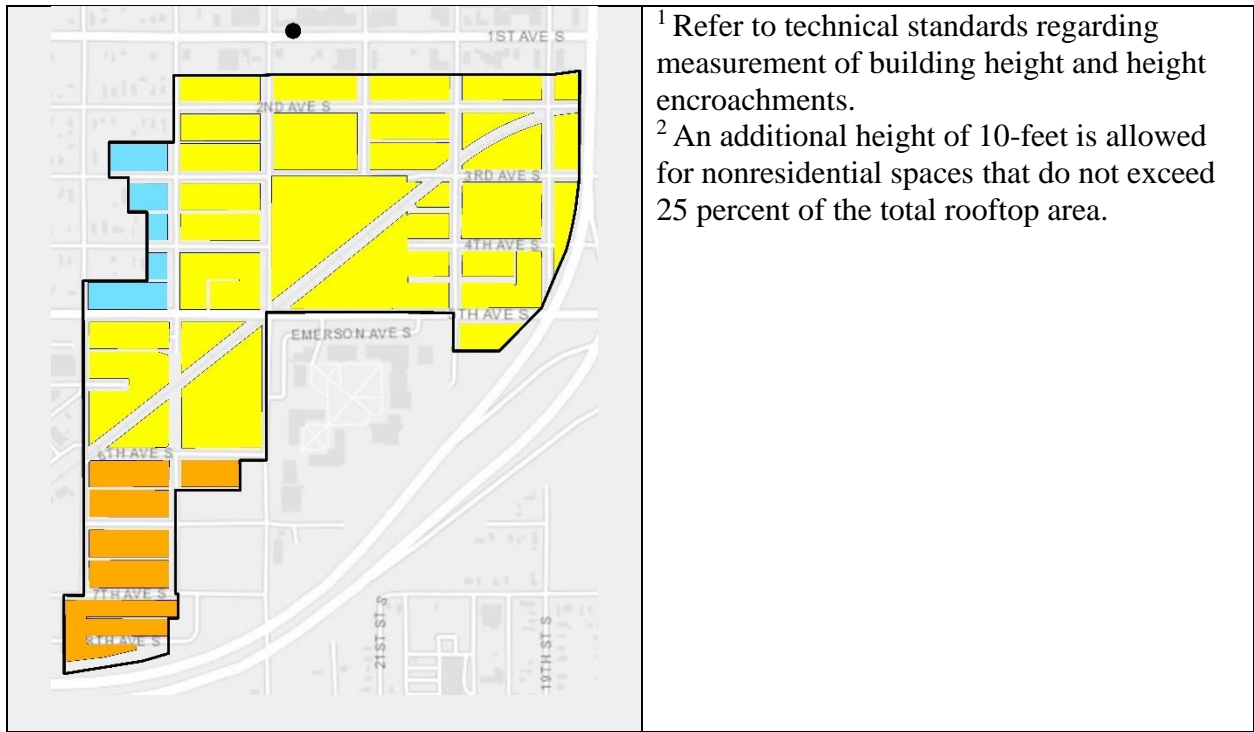 1ST AVE S
2ND AVE S
3RD AVE S
4TH AVE S
TH AVE S
EMERSON AVE S
6TH AVE S
7TH AVE S
8TH AVE S
21ST ST S
19TH ST S
1 Refer to technical standards regarding
measurement of building height and height
encroachments.
2 An additional height of 10-feet is allowed
for nonresidential spaces that do not exceed
25 percent of the total rooftop area.